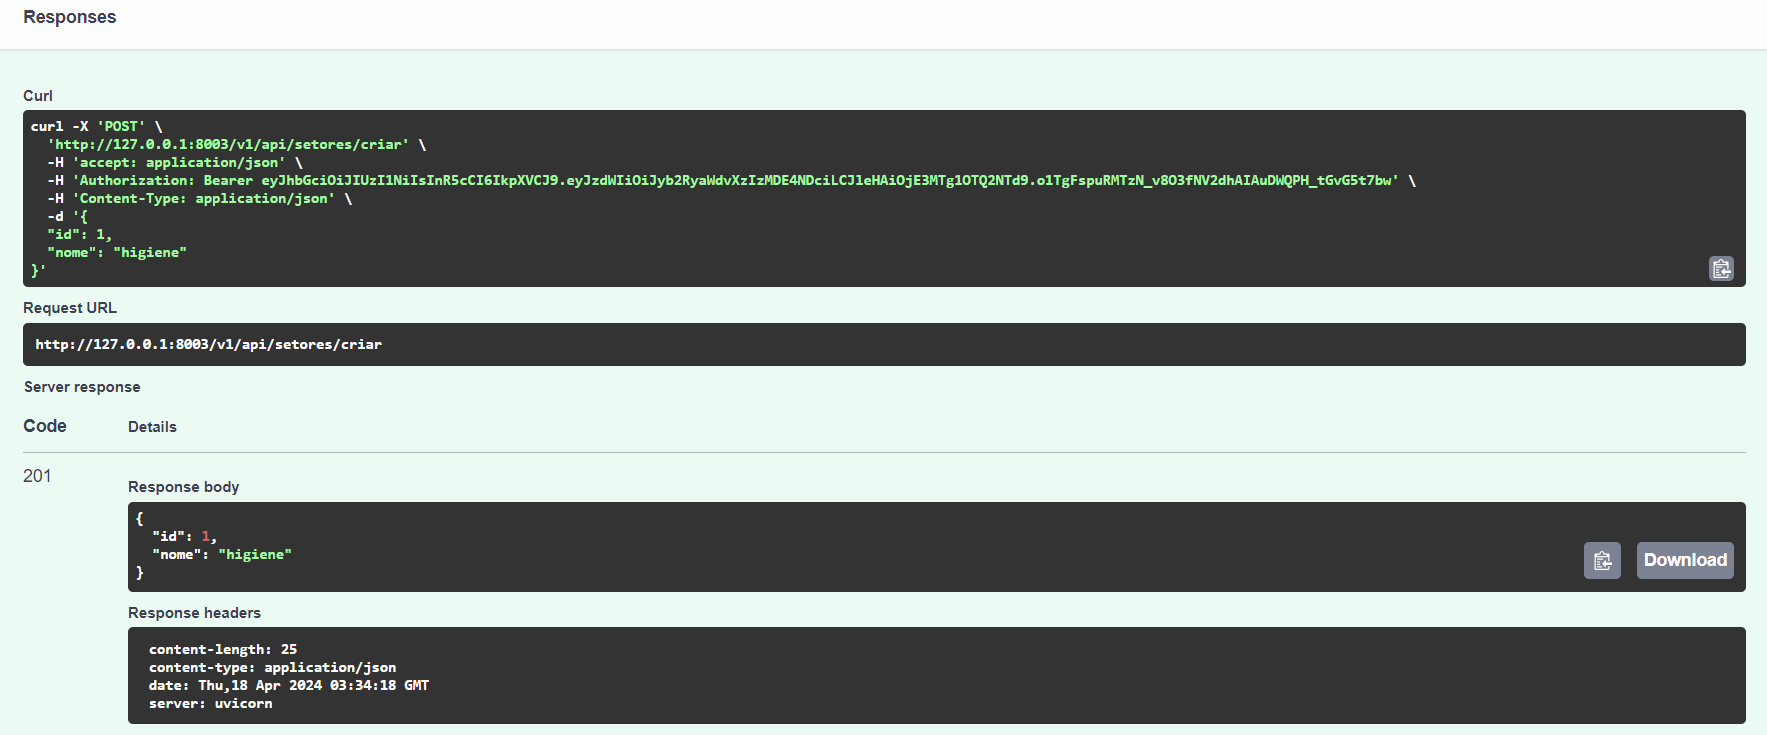 Responses
Curl
curl -X 'POST' \
'http://127.0.0.1:8003/v1/api/setores/criar' \
-H 'accept: application/json' \
-H 'Authorization: Bearer eyJhbGciOiJIUzI1NiIsInR5cCI6IkpXVCJ9.eyJzdWIiOiJyb2RyaWdvXzIzMDE4NDciLCJleHAiOjE3MTg1OTQ2NTd9.o1TgFspuRMTzN_v8O3fNV2dhAIAuDWQPH_tGvG5t7bw' \
-H 'Content-Type: application/json' \
-d '{
"id": 1,
"nome": "higiene"
}'
Request URL
http://127.0.0.1:8003/v1/api/setores/criar
Server response
Code Details
201
Response body
{
"id": 1,
"nome": "higiene"
}
Download
Response headers
content-length: 25
content-type: application/json
date: Thu,18 Apr 2024 03:34:18 GMT
server: uvicorn